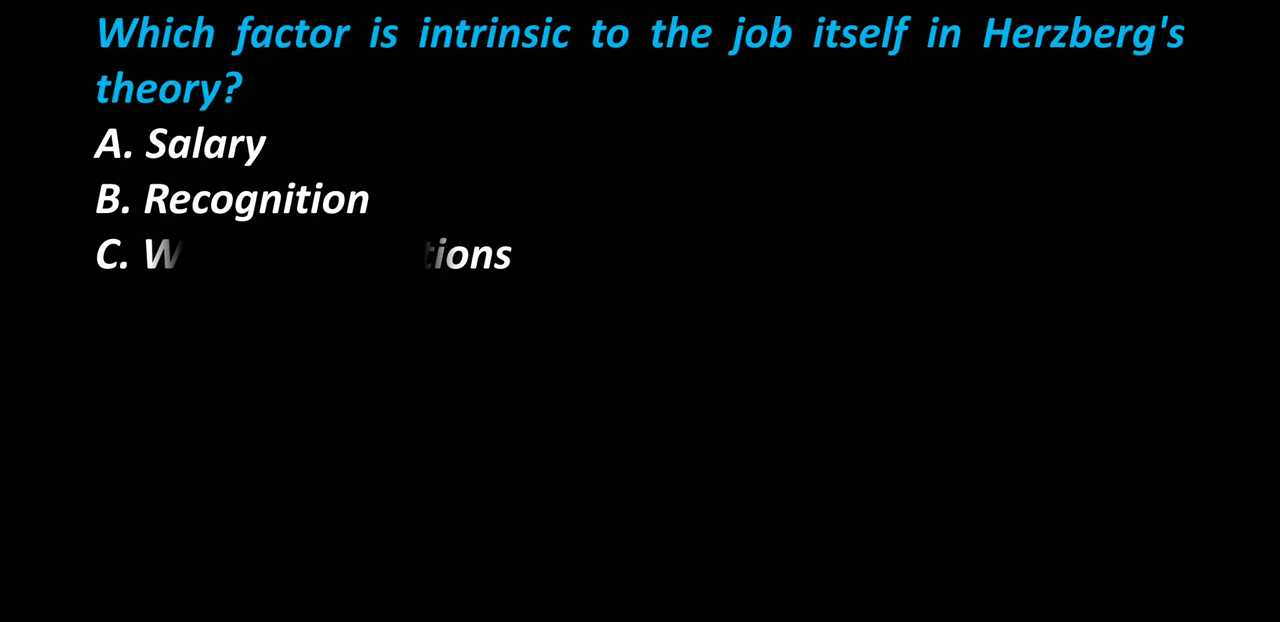 Which factor is intrinsic to the job itself in Herzberg's
theory?
A. Salary
B. Recognition
C.